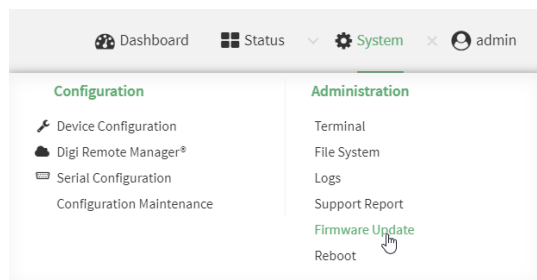 Dashboard Status System admin
Configuration
Device Configuration
Digi Remote Manager®
Serial Configuration
Configuration Maintenance
Administration
Terminal
File System
Logs
Support Report
Firmware Update
Reboot